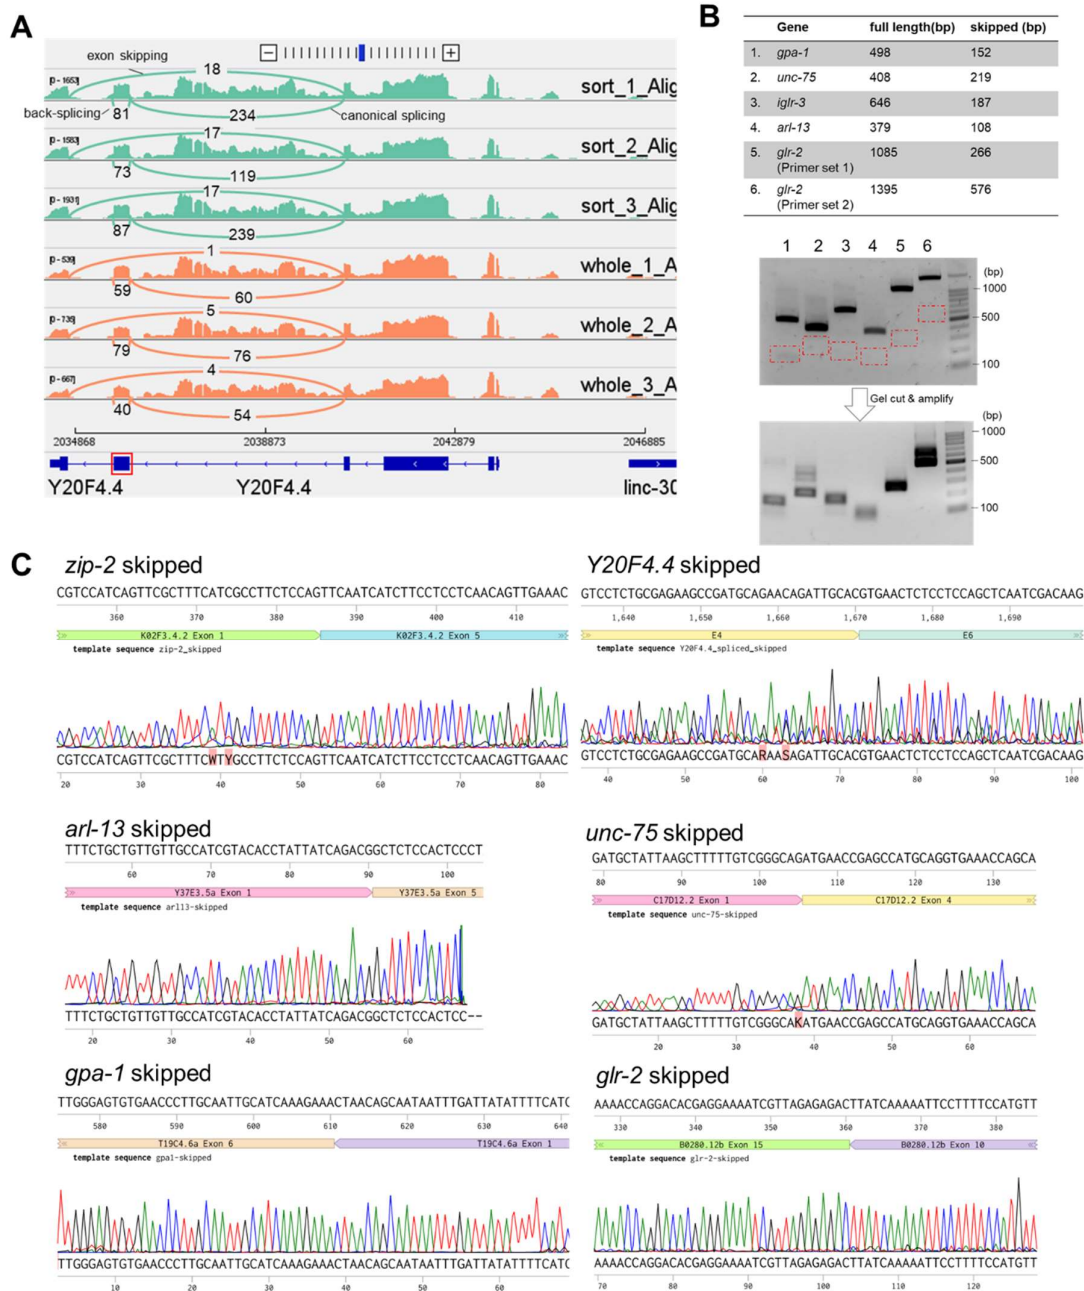 A
exon skipping
[0 - 1653]
18
sort_1_Alig
back-splicing
81
234
canonical splicing
[0 - 1583]
17
sort_2_Alig
73
119
[0 - 1931]
17
sort_3_Alig
87
239
[0 - 539]
1
whole_1_A
59
60
[0 - 736]
5
whole_2_A
79
76
[0 - 667]
4
whole_3_A
40
54
2034868 2038873 2042879 2046885
Y20F4.4 Y20F4.4 linc-30
B
Gene full length(bp) skipped (bp)
1. gpa-1 498 152
2. unc-75 408 219
3. iglr-3 646 187
4. arl-13 379 108
5. glr-2 1085 266
(Primer set 1)
6. glr-2 1395 576
(Primer set 2)
1 2 3 4 5 6
(bp)
1000
500
100
Gel cut & amplify
(bp)
1000
500
100
C
zip-2 skipped
CGTCCATCAGTTCGCTTTCATCGCCTTCTCCAGTTCAATCATCTTCCTCCTCAACAGTTGAAAC
360 370 380 390 400 410
K02F3.4.2 Exon 1 K02F3.4.2 Exon 5
template sequence zip-2_skipped
CGTCCATCAGTTCGCTTTCWTYGCCTTCTCCAGTTCAATCATCTTCCTCCTCAACAGTTGAAAC
20 30 40 50 60 70 80
Y20F4.4 skipped
GTCCTCTGCGAGAAGCCGATGCAGAACAGATTGCACGTGAACTCTCCTCCAGCTCAATCGACAAG
1,640 1,650 1,660 1,670 1,680 1,690
E4 E6
template sequence Y20F4.4_spliced_skipped
GTCCTCTGCGAGAAGCCGATGCARAASAGATTGCACGTGAACTCTCCTCCAGCTCAATCGACAAG
40 50 60 70 80 90 100
arl-13 skipped
TTTCTGCTGTTGTTGCCATCGTACACCTATTATCAGACGGCTCTCCACTCCCT
60 70 80 90 100
Y37E3.5a Exon 1 Y37E3.5a Exon 5
template sequence arl13-skipped
TTTCTGCTGTTGTTGCCATCGTACACCTATTATCAGACGGCTCTCCACTCC--
20 30 40 50 60
unc-75 skipped
GATGCTATTAAGCTTTTTGTCGGGCAGATGAACCGAGCCATGCAGGTGAAACCAGCA
80 90 100 110 120 130
C17D12.2 Exon 1 C17D12.2 Exon 4
template sequence unc-75-skipped
GATGCTATTAAGCTTTTTGTCGGGCAKATGAACCGAGCCATGCAGGTGAAACCAGCA
20 30 40 50 60
gpa-1 skipped
TTGGGAGTGTGAACCCTTGCAATTGCATCAAAGAAACTAACAGCAATAATTTGATTATATTTTCATC
580 590 600 610 620 630 640
T19C4.6a Exon 6 T19C4.6a Exon 1
template sequence gpa1-skipped
TTGGGAGTGTGAACCCTTGCAATTGCATCAAAGAAACTAACAGCAATAATTTGATTATATTTTCATC
10 20 30 40 50 60
glr-2 skipped
AAAACCAGGACACGAGGAAAATCGTTAGAGAGACTTATCAAAAATTCCTTTTCCATGTT
330 340 350 360 370 380
B0280.12b Exon 15 B0280.12b Exon 10
template sequence glr-2-skipped
AAAACCAGGACACGAGGAAAATCGTTAGAGAGACTTATCAAAAATTCCTTTTCCATGTT
70 80 90 100 110 120